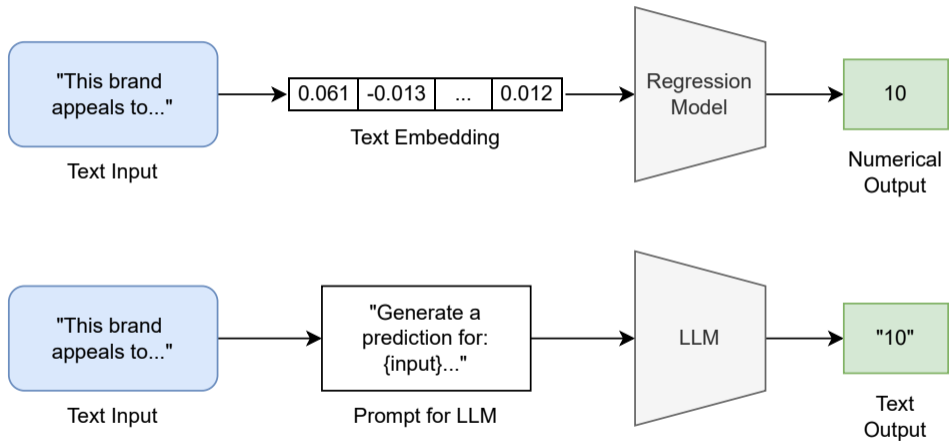 "This brand
appeals to..."
Text Input
0.061 -0.013 ... 0.012
Text Embedding
Regression
Model
10
Numerical
Output
"This brand
appeals to..."
Text Input
"Generate a
prediction for:
{input}..."
Prompt for LLM
LLM
"10"
Text
Output